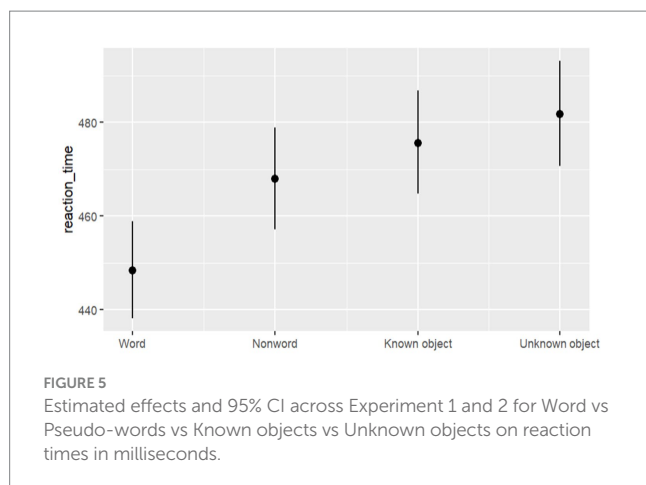 480
460
440
reaction_time
Word Nonword Known object Unknown object
FIGURE 5
Estimated effects and 95% CI across Experiment 1 and 2 for Word vs
Pseudo-words vs Known objects vs Unknown objects on reaction
times in milliseconds.